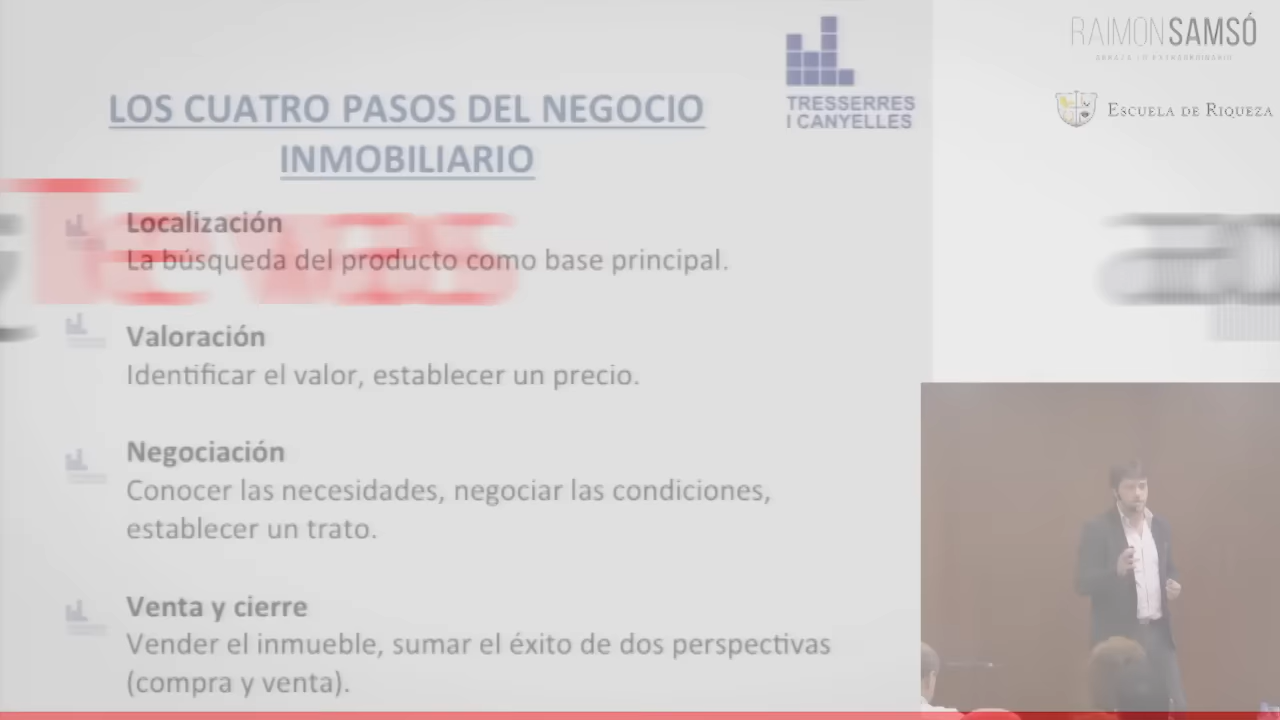 RAIMONSAMSÓ
ESCUELA DE RIQUEZA
TRESSERRES
I CANYELLES
LOS CUATRO PASOS DEL NEGOCIO
INMOBILIARIO
Localización
La búsqueda del producto como base principal.
Valoración
Identificar el valor, establecer un precio.
Negociación
Conocer las necesidades, negociar las condiciones,
establecer un trato.
Venta y cierre
Vender el inmueble, sumar el éxito de dos perspectivas
(compra y venta).